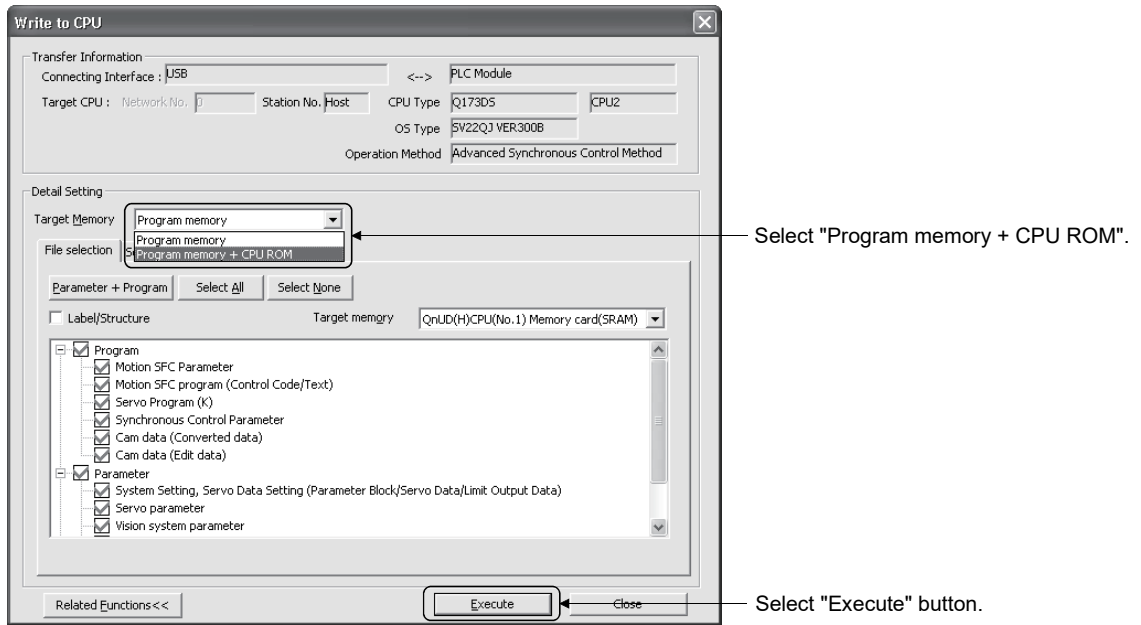 Write to CPU
Transfer Information
Connecting Interface : USB <--> PLC Module
Target CPU : Network No. 0 Station No. Host CPU Type Q173DS CPU2
OS Type SV22QJ VER300B
Operation Method Advanced Synchronous Control Method
Detail Setting
Target Memory Program memory
Program memory
Select "Program memory + CPU ROM".
File selection Program memory + CPU ROM
Parameter + Program Select All Select None
Label/Structure Target memory QnUD(H)CPU(No.1) Memory card(SRAM)
Program
Motion SFC Parameter
Motion SFC program (Control Code/Text)
Servo Program (K)
Synchronous Control Parameter
Cam data (Converted data)
Cam data (Edit data)
Parameter
System Setting, Servo Data Setting (Parameter Block/Servo Data/Limit Output Data)
Servo parameter
Vision system parameter
Related Functions<< Execute Close Select "Execute" button.